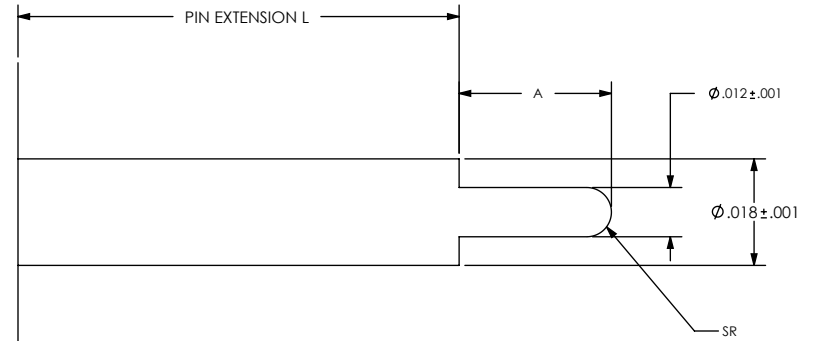 PIN EXTENSION L
A
Ø.012±.001
Ø.018±.001
SR